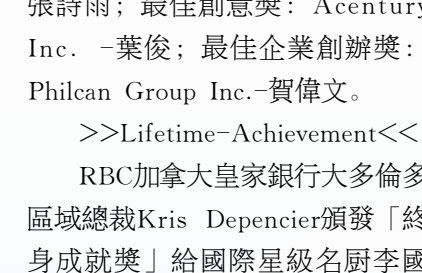 張詩雨；最佳創意獎：Acentury
Inc. -葉俊；最佳企業創辦獎：
Philcan Group Inc.-賀偉文。
>>Lifetime-Achievement<<
RBC加拿大皇家銀行大多倫多
區域總裁Kris Depencier頒發「終
身成就獎」給國際星級名厨李國